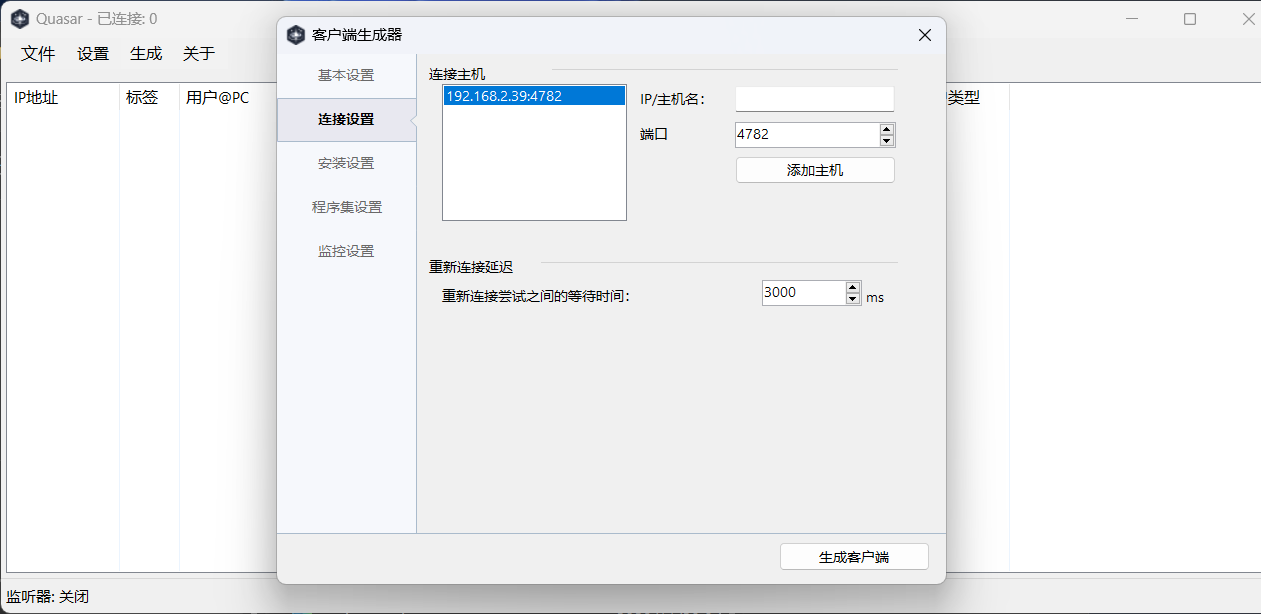 Quasar - 已连接: 0
文件 设置 生成 关于
IP地址 标签 用户@PC 类型
客户端生成器
基本设置
连接设置
安装设置
程序集设置
监控设置
连接主机
192.168.2.39:4782
IP/主机名：
端口 4782
添加主机
重新连接延迟
重新连接尝试之间的等待时间： 3000 ms
生成客户端
监听器: 关闭